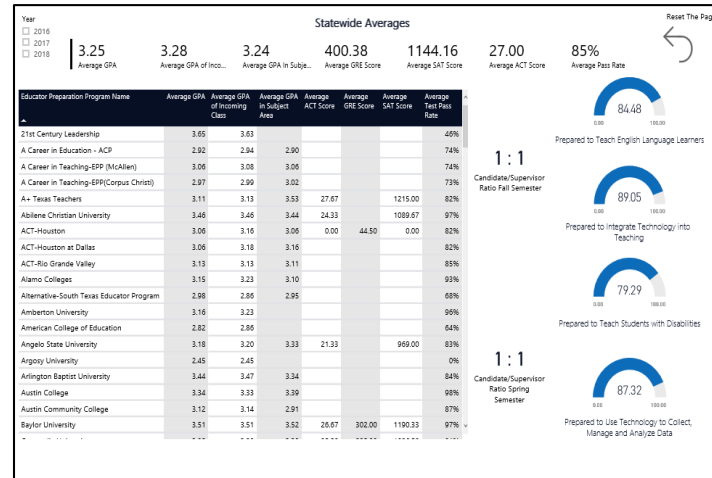 Year
2016
2017
2018
Statewide Averages
Reset The Pag
3.25
Average GPA
3.28
Average GPA of Inco...
3.24
Average GPA In Subje...
400.38
Average GRE Score
1144.16
Average SAT Score
27.00
Average ACT Score
85%
Average Pass Rate
Educator Preparation Program Name Average GPA Average GPA of Incoming Class Average GPA in Subject Area Average ACT Score Average GRE Score Average SAT Score Average Test Pass Rate
21st Century Leadership 3.65 3.63 46%
A Career in Education - ACP 2.92 2.94 2.90 74%
A Career in Teaching-EPP (McAllen) 3.06 3.08 3.06 74%
A Career in Teaching-EPP(Corpus Christi) 2.97 2.99 3.02 73%
A+ Texas Teachers 3.11 3.13 3.53 27.67 1215.00 82%
Abilene Christian University 3.46 3.46 3.44 24.33 1089.67 97%
ACT-Houston 3.06 3.16 3.06 0.00 44.50 0.00 82%
ACT-Houston at Dallas 3.06 3.18 3.16 82%
ACT-Rio Grande Valley 3.13 3.13 3.11 85%
Alamo Colleges 3.15 3.23 3.10 93%
Alternative-South Texas Educator Program 2.98 2.86 2.95 68%
Amberton University 3.16 3.23 96%
American College of Education 2.82 2.86 64%
Angelo State University 3.18 3.20 3.33 21.33 969.00 83%
Argosy University 2.45 2.45 0%
Arlington Baptist University 3.44 3.47 3.34 84%
Austin College 3.34 3.33 3.39 98%
Austin Community College 3.12 3.14 2.91 87%
Baylor University 3.51 3.51 3.52 26.67 302.00 1190.33 97%
1 : 1
Candidate/Supervisor
Ratio Fall Semester
1 : 1
Candidate/Supervisor
Ratio Spring
Semester
84.48
0.00 100.00
Prepared to Teach English Language Learners
89.05
0.00 100.00
Prepared to Integrate Technology into
Teaching
79.29
0.00 100.00
Prepared to Teach Students with Disabilities
87.32
0.00 100.00
Prepared to Use Technology to Collect,
Manage and Analyze Data